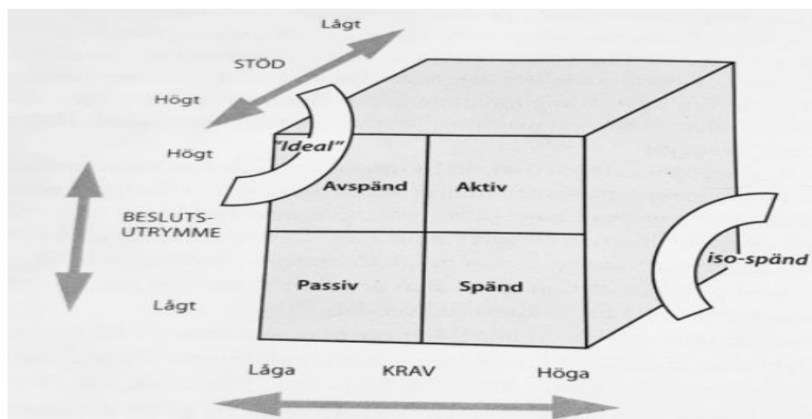 Lågt
STÖD
Högt
Högt
"Ideal"
Avspänd
Aktiv
BESLUTS-
UTRYMME
iso-spänd
Passiv
Spänd
Lågt
Låga
KRAV
Höga